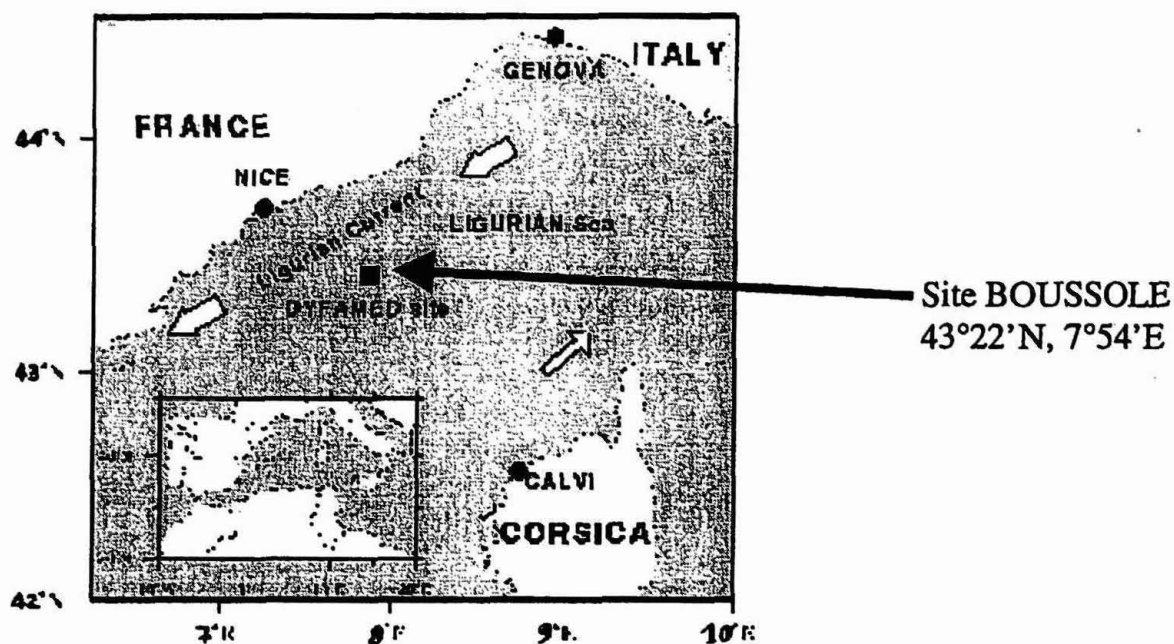 ITALY
GENOVA
FRANCE
44°N
NICE
Ligurian Current
LIGURIAN Sea
DYFAMED site
Site BOUSSOLE
43°22'N, 7°54'E
43°N
CALVI
CORSICA
42°N
7°E
8°E
9°E
10°E